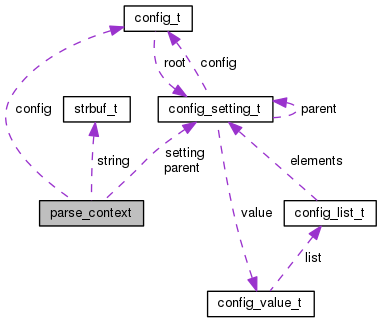 config_t
root
config
config
strbuf_t
config_setting_t
parent
string
setting
parent
elements
parse_context
value
config_list_t
list
config_value_t